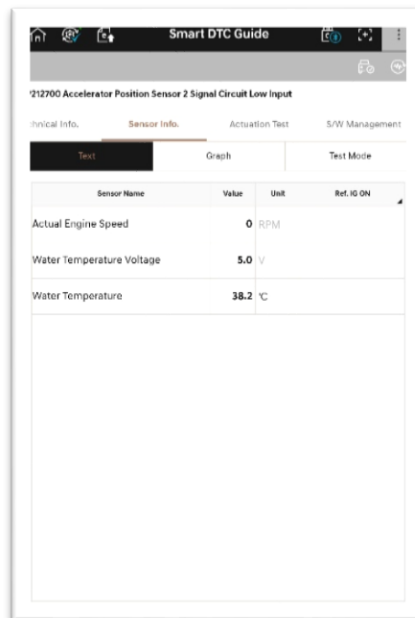 Smart DTC Guide
212700 Accelerator Position Sensor 2 Signal Circuit Low Input
hnical Info. Sensor Info. Actuation Test S/W Management
Text Graph Test Mode
Sensor Name Value Unit Ref. IG ON
Actual Engine Speed 0 RPM
Water Temperature Voltage 5.0 V
Water Temperature 38.2 ℃